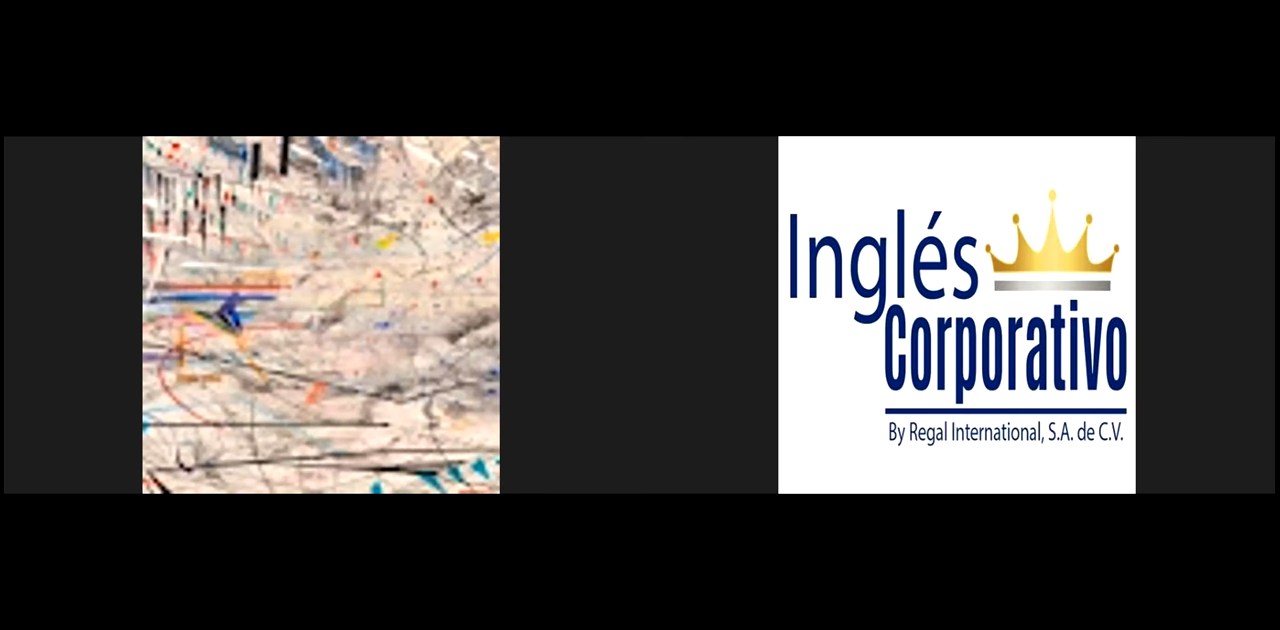 Inglés
Corporativo
By Regal International, S.A. de C.V.